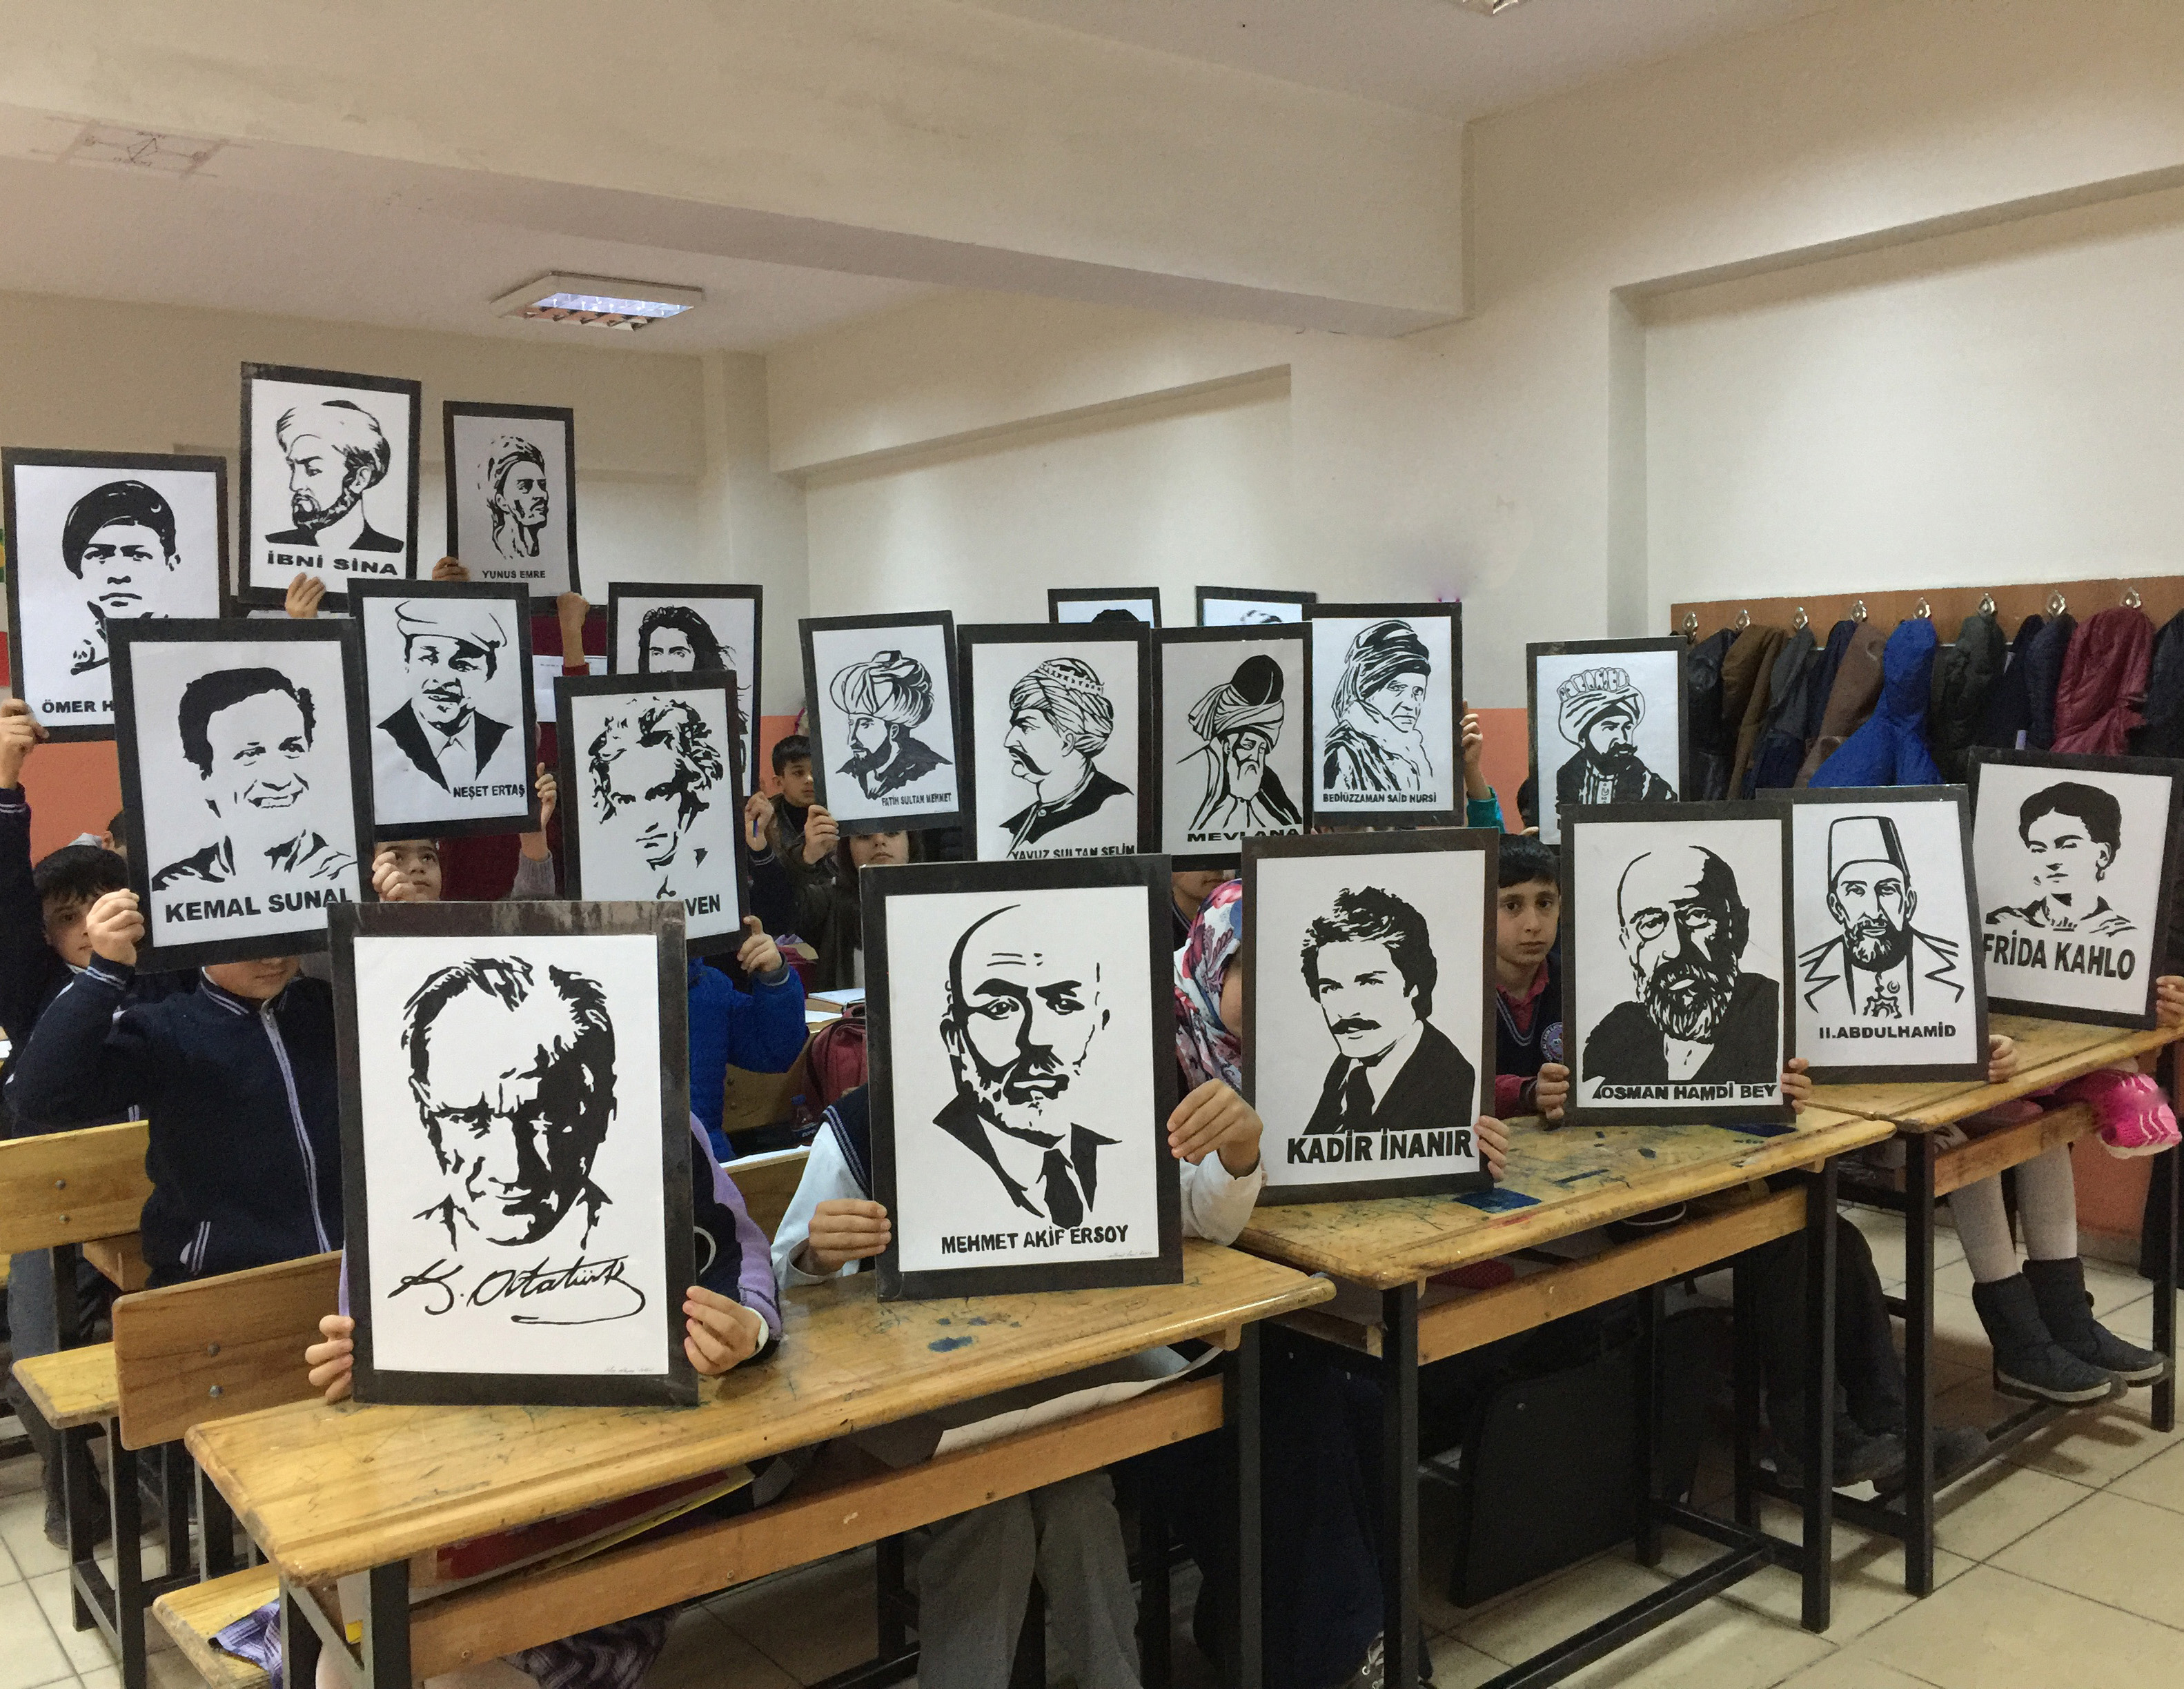 İBNİ SİNA
YUNUS EMRE
ÖMER H
KEMAL SUNAL
NEŞET ERTAŞ
VEN
FATİH SULTAN MEHMET
YAVUZ SULTAN SELİM
MEVLANA
BEDİÜZZAMAN SAİD NURSİ
FRİDA KAHLO
II.ABDULHAMİD
OSMAN HAMDİ BEY
KADİR İNANIR
MEHMET AKİF ERSOY
K. Atatürk